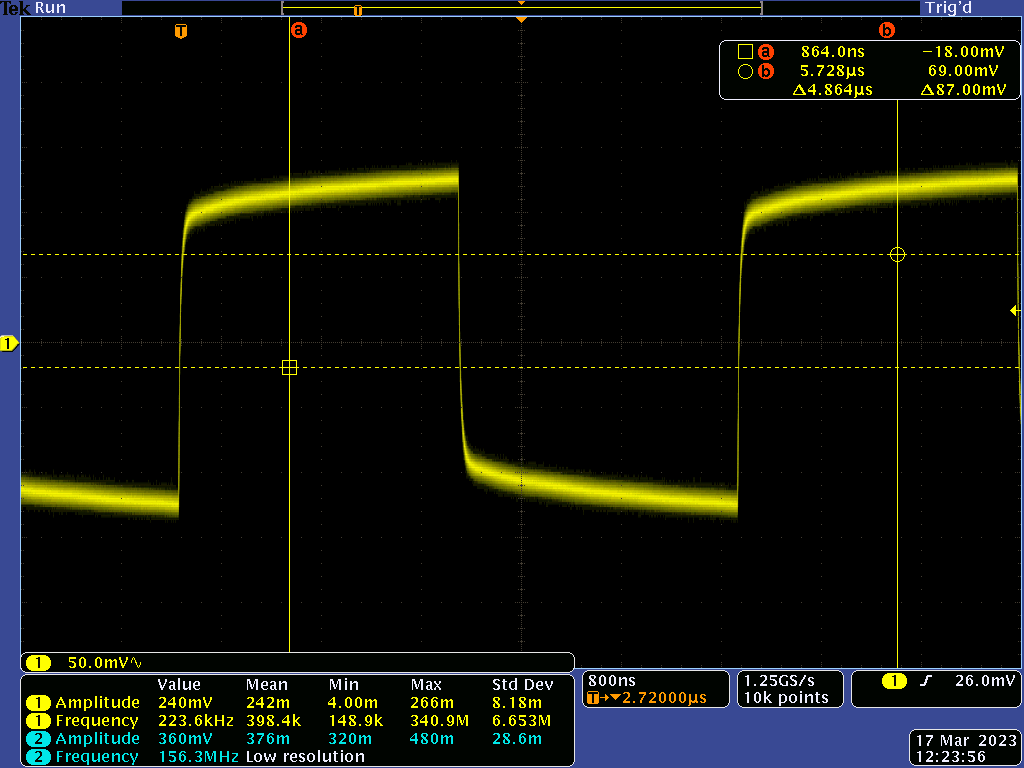 Tek Run Trig'd
T
T a b
a 864.0ns −18.00mV
b 5.728µs 69.00mV
Δ4.864µs Δ87.00mV
1
1 50.0mV∿
Value Mean Min Max Std Dev
1 Amplitude 240mV 242m 4.00m 266m 8.18m
1 Frequency 223.6kHz 398.4k 148.9k 340.9M 6.653M
2 Amplitude 360mV 376m 320m 480m 28.6m
2 Frequency 156.3MHz Low resolution
800ns
T→▼2.72000µs
1.25GS/s
10k points
1 ʃ 26.0mV
17 Mar 2023
12:23:56